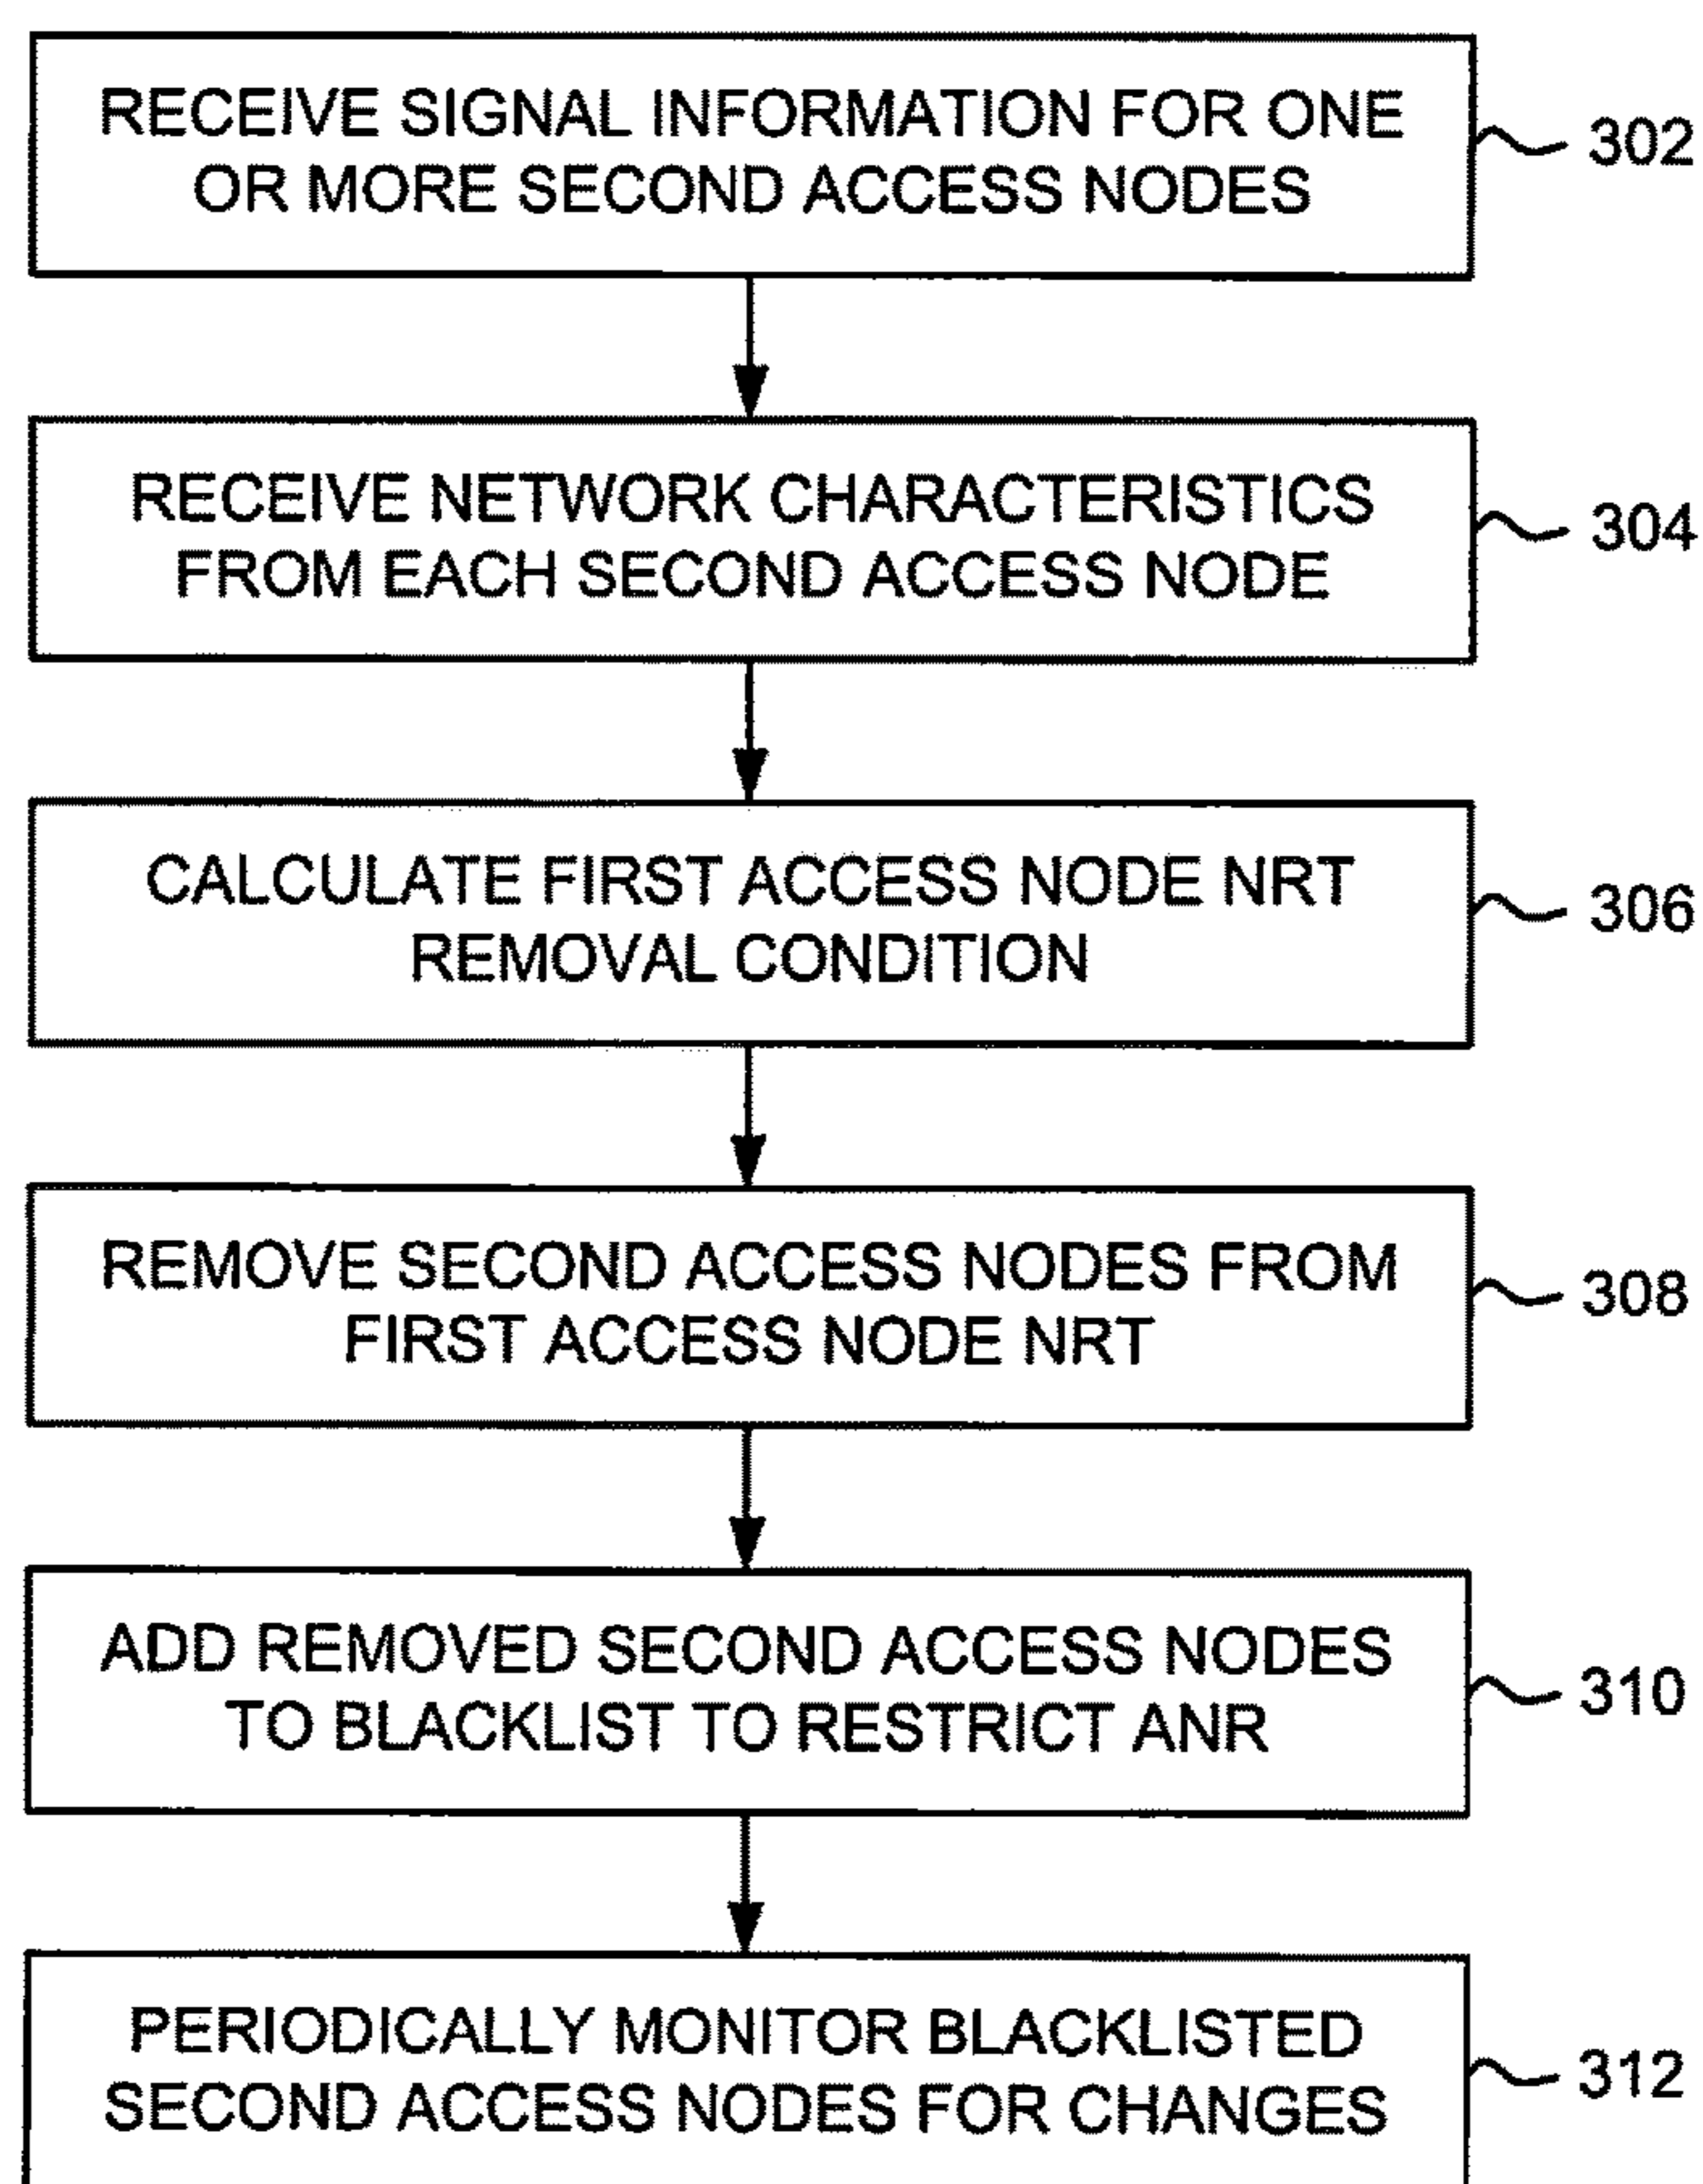 RECEIVE SIGNAL INFORMATION FOR ONE
OR MORE SECOND ACCESS NODES
302
RECEIVE NETWORK CHARACTERISTICS
FROM EACH SECOND ACCESS NODE
304
CALCULATE FIRST ACCESS NODE NRT
REMOVAL CONDITION
306
REMOVE SECOND ACCESS NODES FROM
FIRST ACCESS NODE NRT
308
ADD REMOVED SECOND ACCESS NODES
TO BLACKLIST TO RESTRICT ANR
310
PERIODICALLY MONITOR BLACKLISTED
SECOND ACCESS NODES FOR CHANGES
312